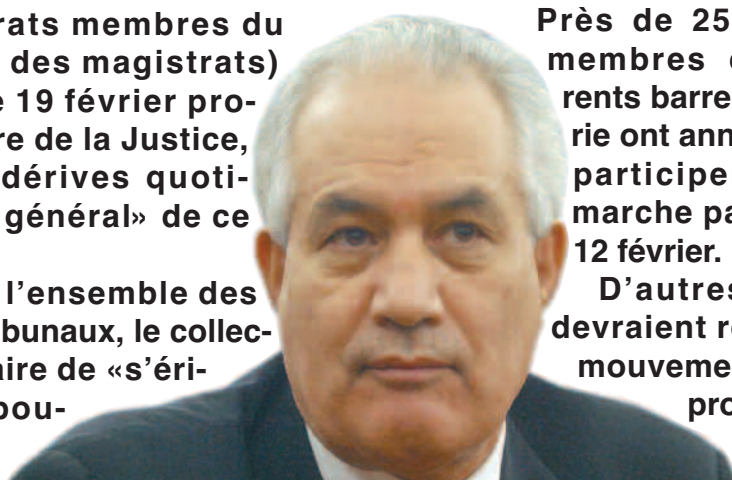 rats membres du
des magistrats)
e 19 février pro-
re de la Justice,
dérives quoti-
général» de ce
l'ensemble des
bunaux, le collec-
aire de «s'éri-
pou-
Près de 25
membres
rents barre
rie ont ann
participe
marche pa
12 février.
D'autres
devraient r
mouveme
pro